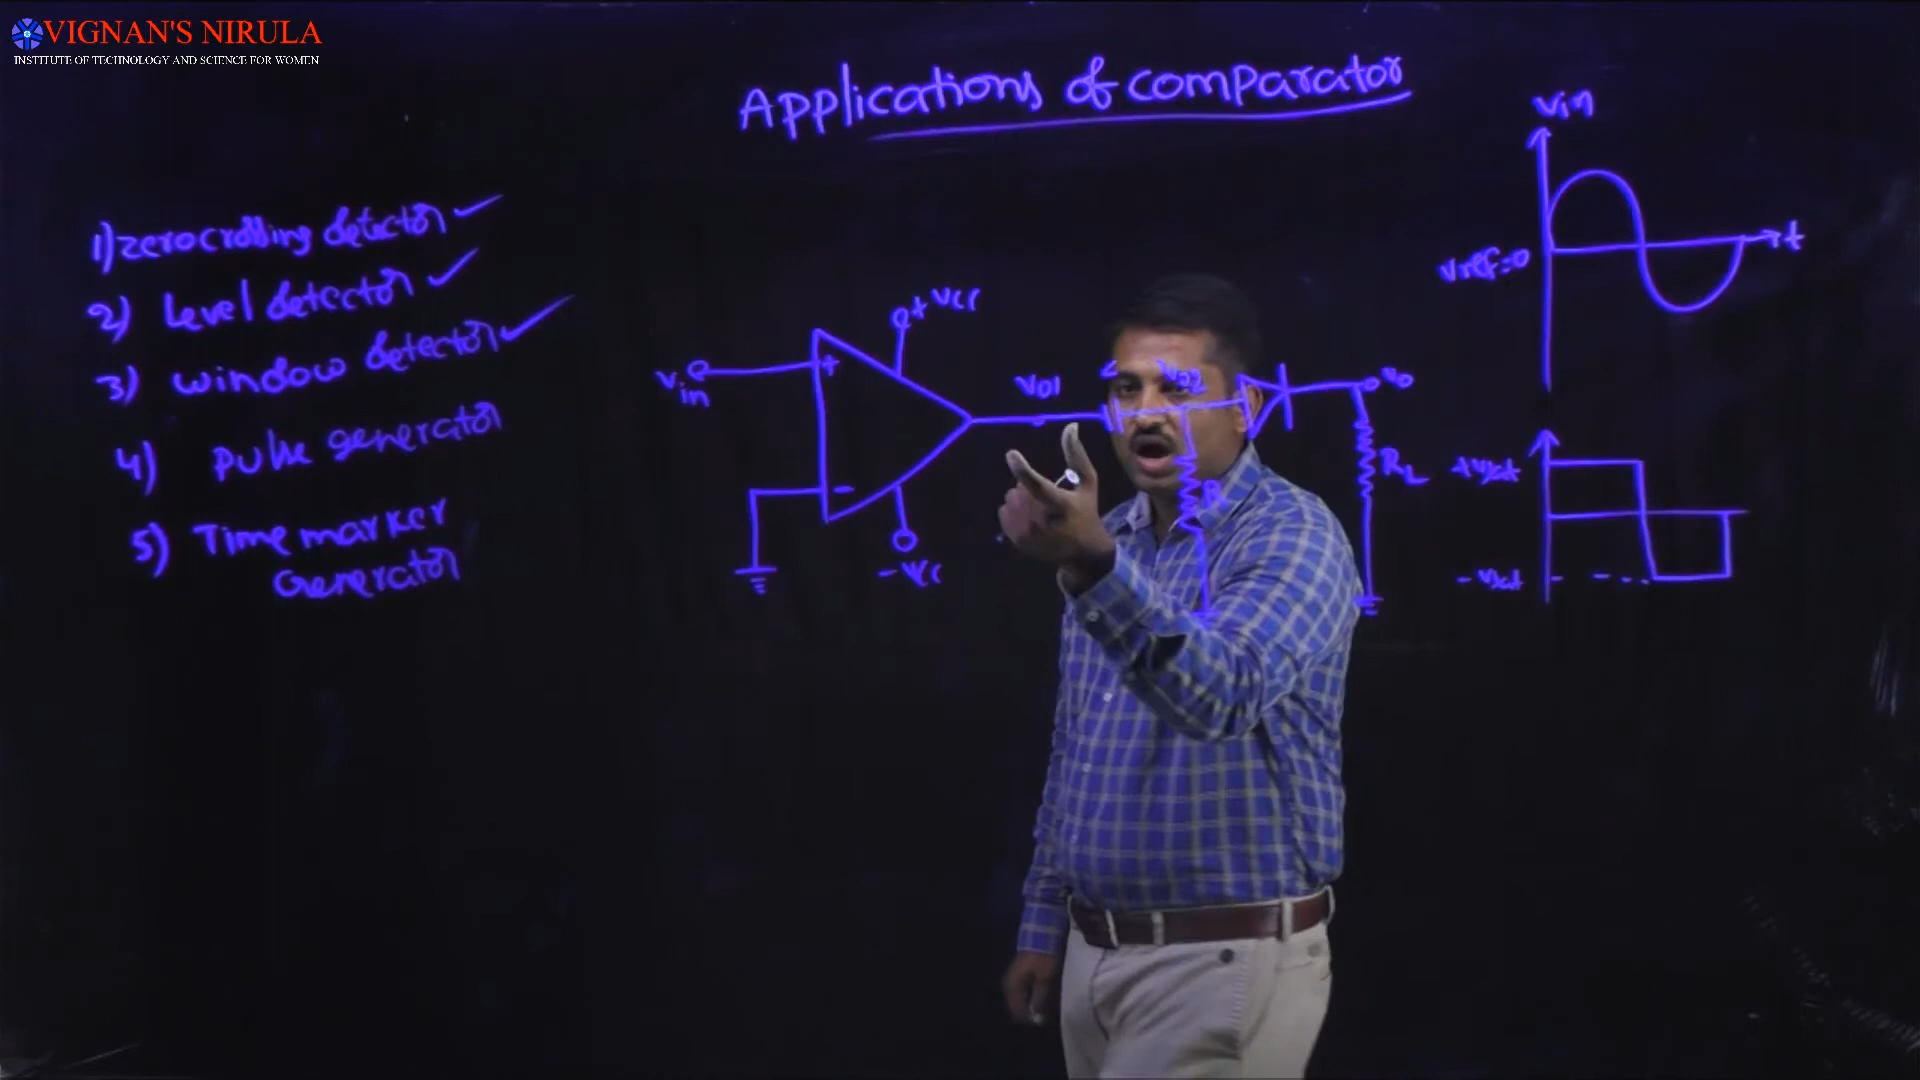 VIGNAN'S NIRULA
INSTITUTE OF TECHNOLOGY AND SCIENCE FOR WOMEN
Applications of comparator
1) zero crossing detector ✓
2) Level detector ✓
3) window detector ✓
4) pulse generator
5) Time marker
Generator
Vin
+
-
+Vcc
-Vcc
Vo1
C
Vo2
R
Vo
RL
Vin
t
Vref=0
+Vsat
-Vsat